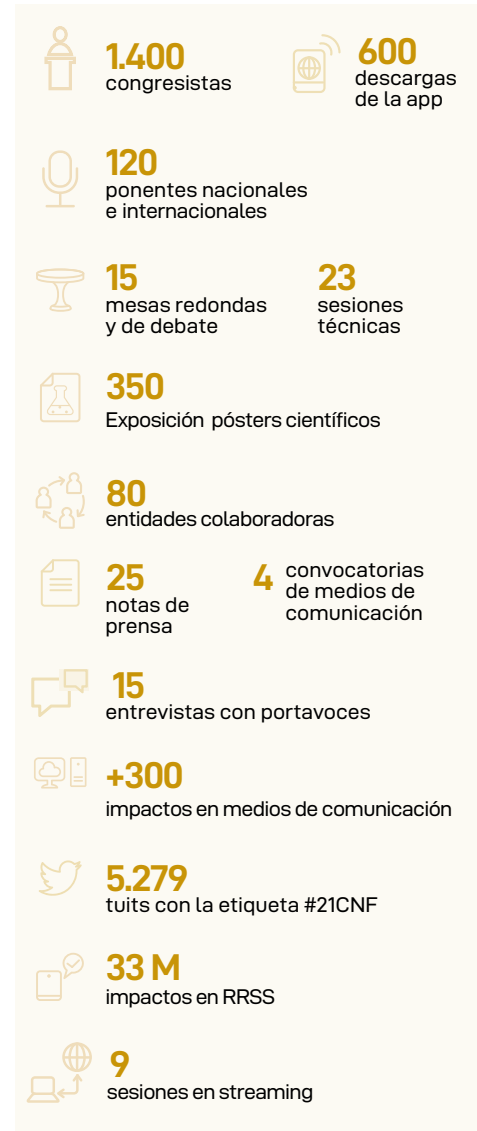 1.400
congresistas
600
descargas
de la app
120
ponentes nacionales
e internacionales
15
mesas redondas
y de debate
23
sesiones
técnicas
350
Exposición pósters científicos
80
entidades colaboradoras
25
notas de
prensa
4
convocatorias
de medios de
comunicación
15
entrevistas con portavoces
+300
impactos en medios de comunicación
5.279
tuits con la etiqueta #21CNF
33 M
impactos en RRSS
9
sesiones en streaming